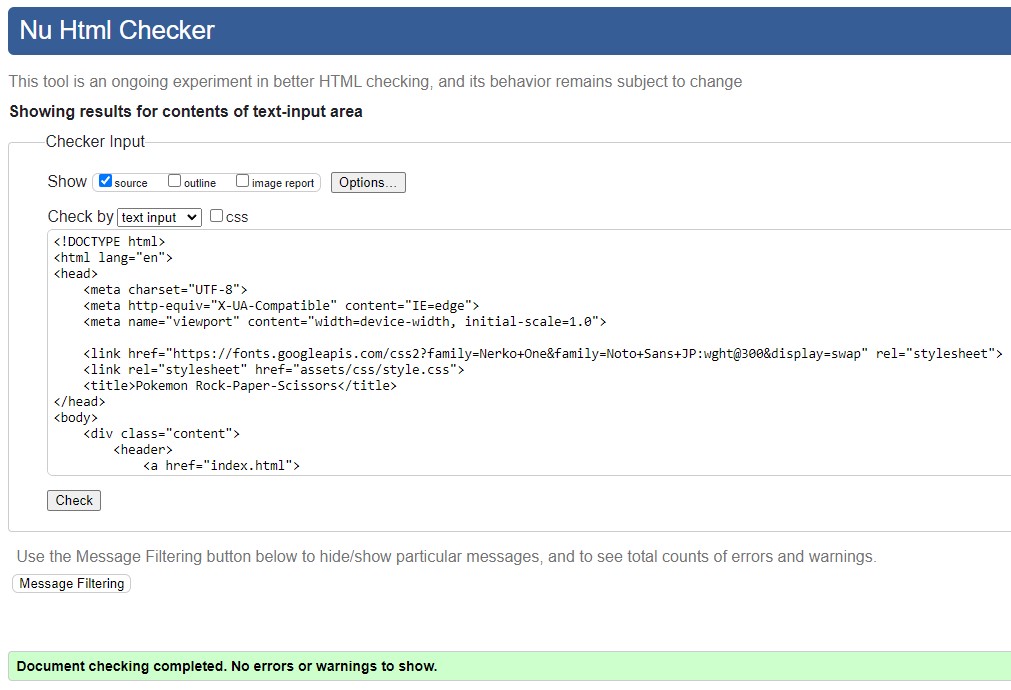 Nu Html Checker
This tool is an ongoing experiment in better HTML checking, and its behavior remains subject to change
Showing results for contents of text-input area
Checker Input
Show source outline image report Options...
Check by text input css
<!DOCTYPE html>
<html lang="en">
<head>
    <meta charset="UTF-8">
    <meta http-equiv="X-UA-Compatible" content="IE=edge">
    <meta name="viewport" content="width=device-width, initial-scale=1.0">

    <link href="https://fonts.googleapis.com/css2?family=Nerko+One&family=Noto+Sans+JP:wght@300&display=swap" rel="stylesheet">
    <link rel="stylesheet" href="assets/css/style.css">
    <title>Pokemon Rock-Paper-Scissors</title>
</head>
<body>
    <div class="content">
        <header>
            <a href="index.html">
Check
Use the Message Filtering button below to hide/show particular messages, and to see total counts of errors and warnings.
Message Filtering
Document checking completed. No errors or warnings to show.